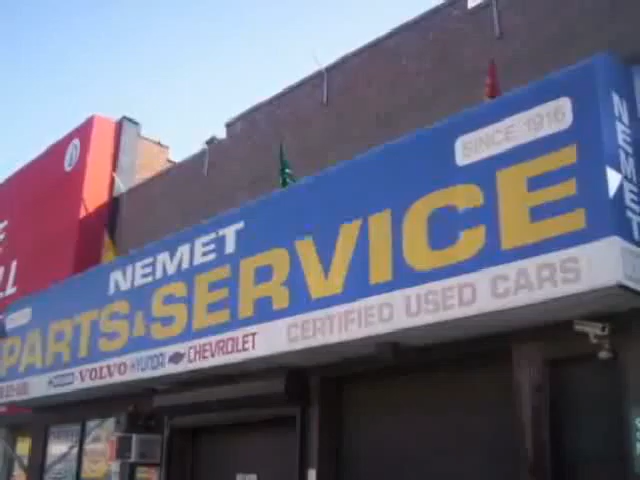 SINCE 1916
NEMET
PARTS & SERVICE
VOLVO HYUNDAI CHEVROLET
CERTIFIED USED CARS
NEMET